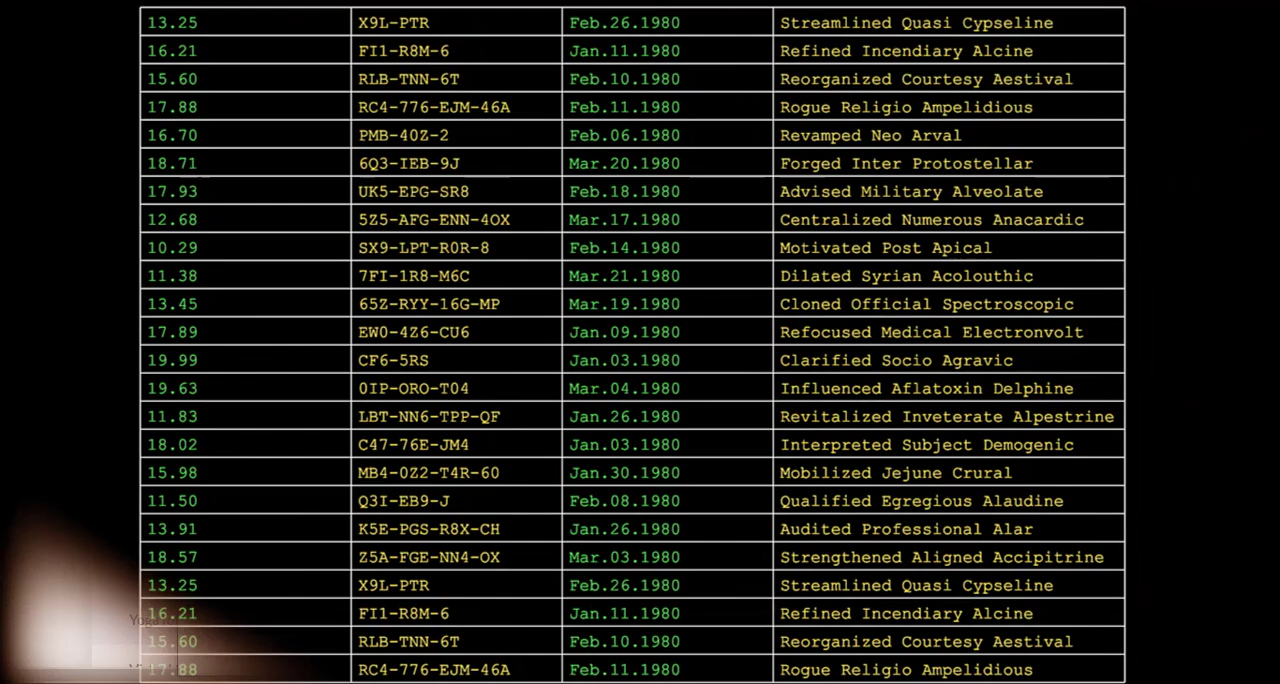 13.25 X9L-PTR Feb.26.1980 Streamlined Quasi Cypseline
16.21 FI1-R8M-6 Jan.11.1980 Refined Incendiary Alcine
15.60 RLB-TNN-6T Feb.10.1980 Reorganized Courtesy Aestival
17.88 RC4-776-EJM-46A Feb.11.1980 Rogue Religio Ampelidious
16.70 PMB-40Z-2 Feb.06.1980 Revamped Neo Arval
18.71 6Q3-IEB-9J Mar.20.1980 Forged Inter Protostellar
17.93 UK5-EPG-SR8 Feb.18.1980 Advised Military Alveolate
12.68 5Z5-AFG-ENN-4OX Mar.17.1980 Centralized Numerous Anacardic
10.29 SX9-LPT-R0R-8 Feb.14.1980 Motivated Post Apical
11.38 7FI-1R8-M6C Mar.21.1980 Dilated Syrian Acolouthic
13.45 65Z-RYY-16G-MP Mar.19.1980 Cloned Official Spectroscopic
17.89 EW0-4Z6-CU6 Jan.09.1980 Refocused Medical Electronvolt
19.99 CF6-5RS Jan.03.1980 Clarified Socio Agravic
19.63 0IP-ORO-T04 Mar.04.1980 Influenced Aflatoxin Delphine
11.83 LBT-NN6-TPP-QF Jan.26.1980 Revitalized Inveterate Alpestrine
18.02 C47-76E-JM4 Jan.03.1980 Interpreted Subject Demogenic
15.98 MB4-0Z2-T4R-60 Jan.30.1980 Mobilized Jejune Crural
11.50 Q3I-EB9-J Feb.08.1980 Qualified Egregious Alaudine
13.91 K5E-PGS-R8X-CH Jan.26.1980 Audited Professional Alar
18.57 Z5A-FGE-NN4-OX Mar.03.1980 Strengthened Aligned Accipitrine
13.25 X9L-PTR Feb.26.1980 Streamlined Quasi Cypseline
16.21 FI1-R8M-6 Jan.11.1980 Refined Incendiary Alcine
15.60 RLB-TNN-6T Feb.10.1980 Reorganized Courtesy Aestival
17.88 RC4-776-EJM-46A Feb.11.1980 Rogue Religio Ampelidious